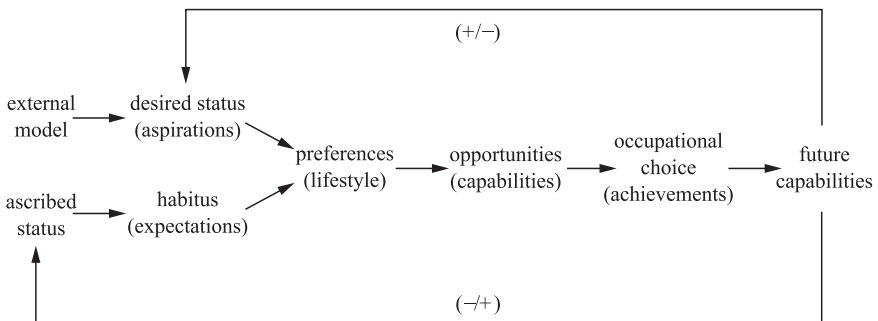 (+/−)
external
model
desired status
(aspirations)
preferences
(lifestyle)
opportunities
(capabilities)
occupational
choice
(achievements)
future
capabilities
ascribed
status
habitus
(expectations)
(−/+)